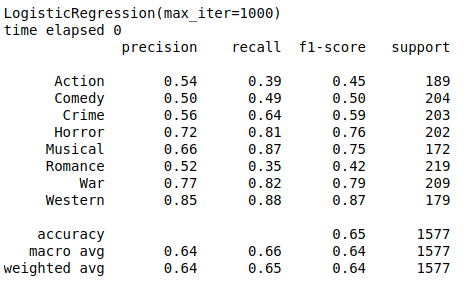 LogisticRegression(max_iter=1000)
time elapsed 0
precision recall f1-score support
Action 0.54 0.39 0.45 189
Comedy 0.50 0.49 0.50 204
Crime 0.56 0.64 0.59 203
Horror 0.72 0.81 0.76 202
Musical 0.66 0.87 0.75 172
Romance 0.52 0.35 0.42 219
War 0.77 0.82 0.79 209
Western 0.85 0.88 0.87 179
accuracy 0.65 1577
macro avg 0.64 0.66 0.64 1577
weighted avg 0.64 0.65 0.64 1577